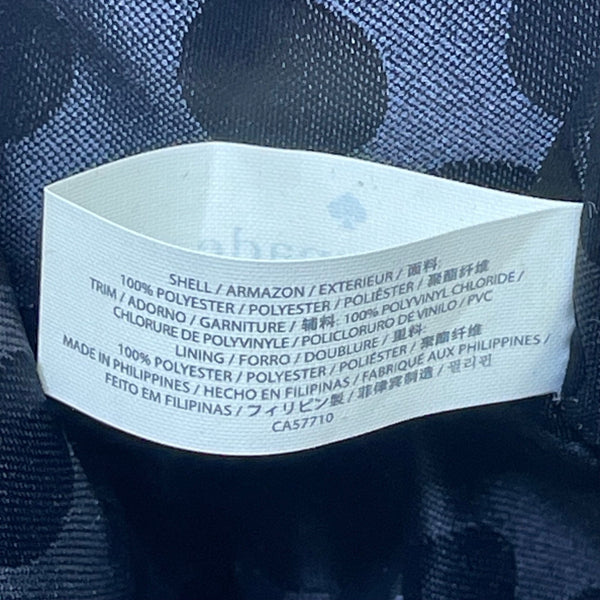 SHELL / ARMAZON / EXTERIEUR / 面料:
100% POLYESTER / POLYESTER / POLIÉSTER / 聚酯纤维
TRIM / ADORNO / GARNITURE / 辅料: 100% POLYVINYL CHLORIDE /
CHLORURE DE POLYVINYLE / POLICLORURO DE VINILO / PVC
LINING / FORRO / DOUBLURE / 里料:
100% POLYESTER / POLYESTER / POLIÉSTER / 聚酯纤维
MADE IN PHILIPPINES / HECHO EN FILIPINAS / FABRIQUÉ AUX PHILIPPINES /
FEITO EM FILIPINAS / フィリピン製 / 菲律宾制造 / 필리핀
CA57710